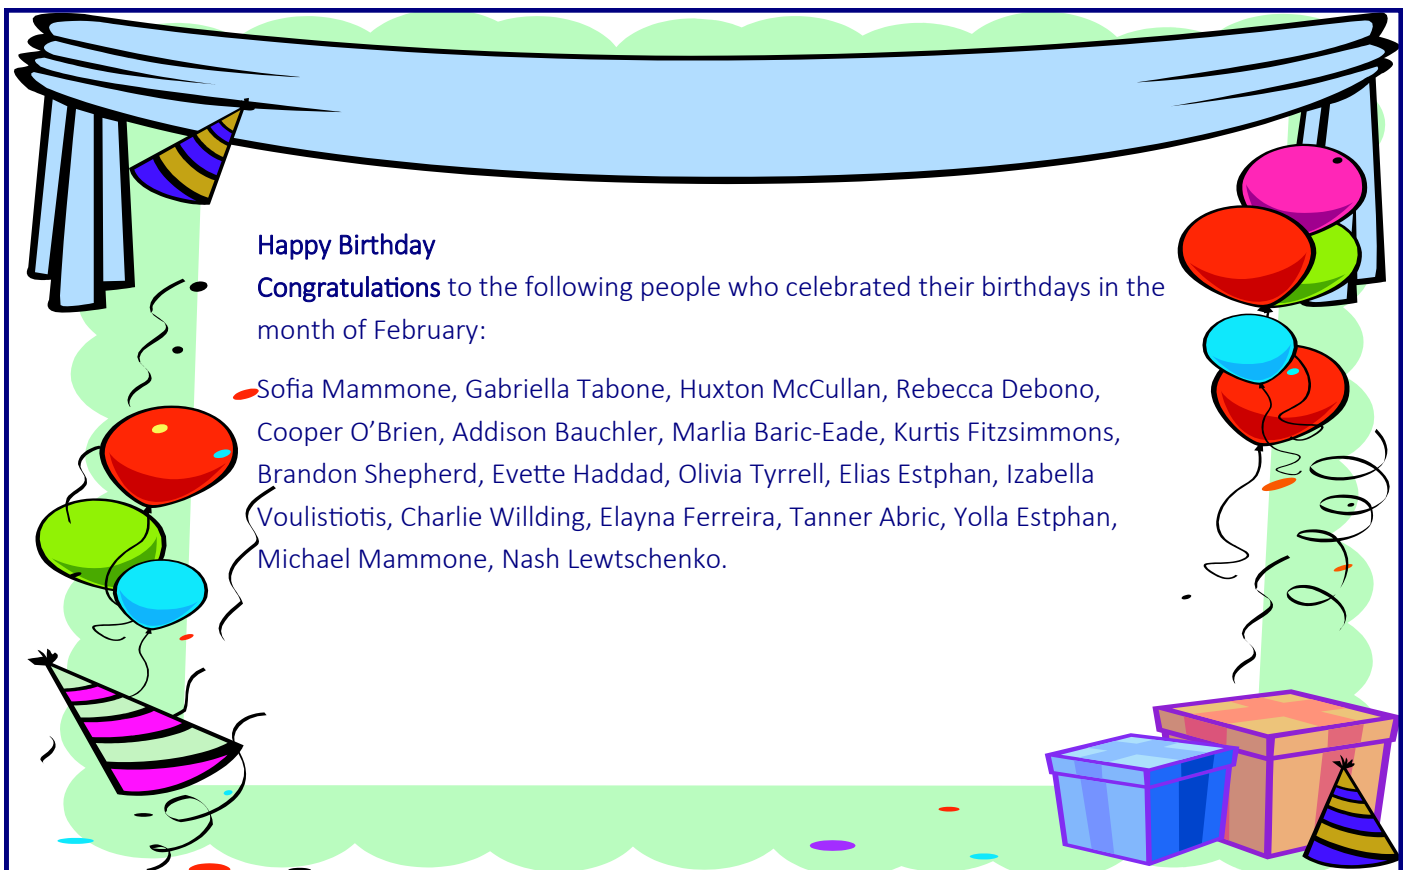 Happy Birthday
Congratulations to the following people who celebrated their birthdays in the
month of February:
Sofia Mammone, Gabriella Tabone, Huxton McCullan, Rebecca Debono,
Cooper O’Brien, Addison Bauchler, Marlia Baric-Eade, Kurtis Fitzsimmons,
Brandon Shepherd, Evette Haddad, Olivia Tyrrell, Elias Estphan, Izabella
Voulistiotis, Charlie Willding, Elayna Ferreira, Tanner Abric, Yolla Estphan,
Michael Mammone, Nash Lewtschenko.